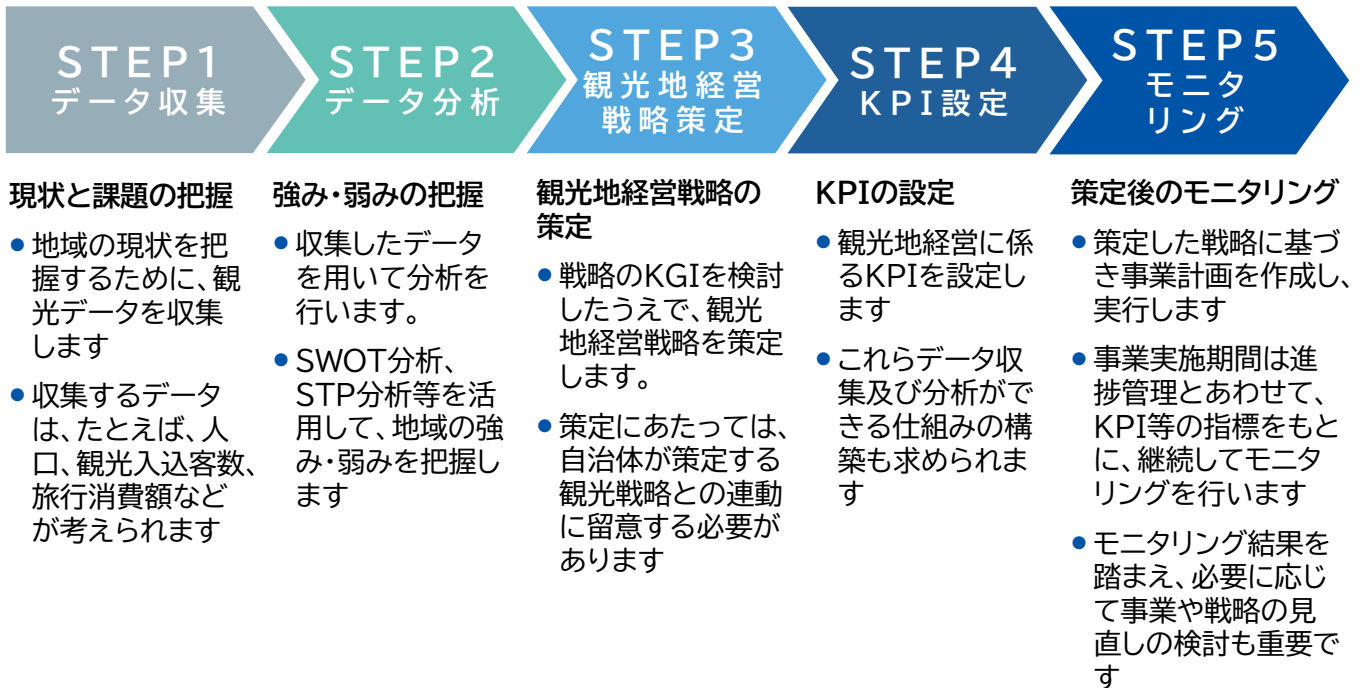 STEP1
データ収集
STEP2
データ分析
STEP3
観光地経営
戦略策定
STEP4
KPI設定
STEP5
モニタ
リング
現状と課題の把握
• 地域の現状を把
握するために、観
光データを収集
します
• 収集するデータ
は、たとえば、人
口、観光入込客数、
旅行消費額など
が考えられます
強み・弱みの把握
• 収集したデータ
を用いて分析を
行います。
• SWOT分析、
STP分析等を活
用して、地域の強
み・弱みを把握し
ます
観光地経営戦略の
策定
• 戦略のKGIを検討
したうえで、観光
地経営戦略を策定
します。
• 策定にあたっては、
自治体が策定する
観光戦略との連動
に留意する必要が
あります
KPIの設定
• 観光地経営に係
るKPIを設定し
ます
• これらデータ収
集及び分析がで
きる仕組みの構
築も求められま
す
策定後のモニタリング
• 策定した戦略に基づ
き事業計画を作成し、
実行します
• 事業実施期間は進
捗管理とあわせて、
KPI等の指標をもと
に、継続してモニタ
リングを行います
• モニタリング結果を
踏まえ、必要に応じ
て事業や戦略の見
直しの検討も重要で
す